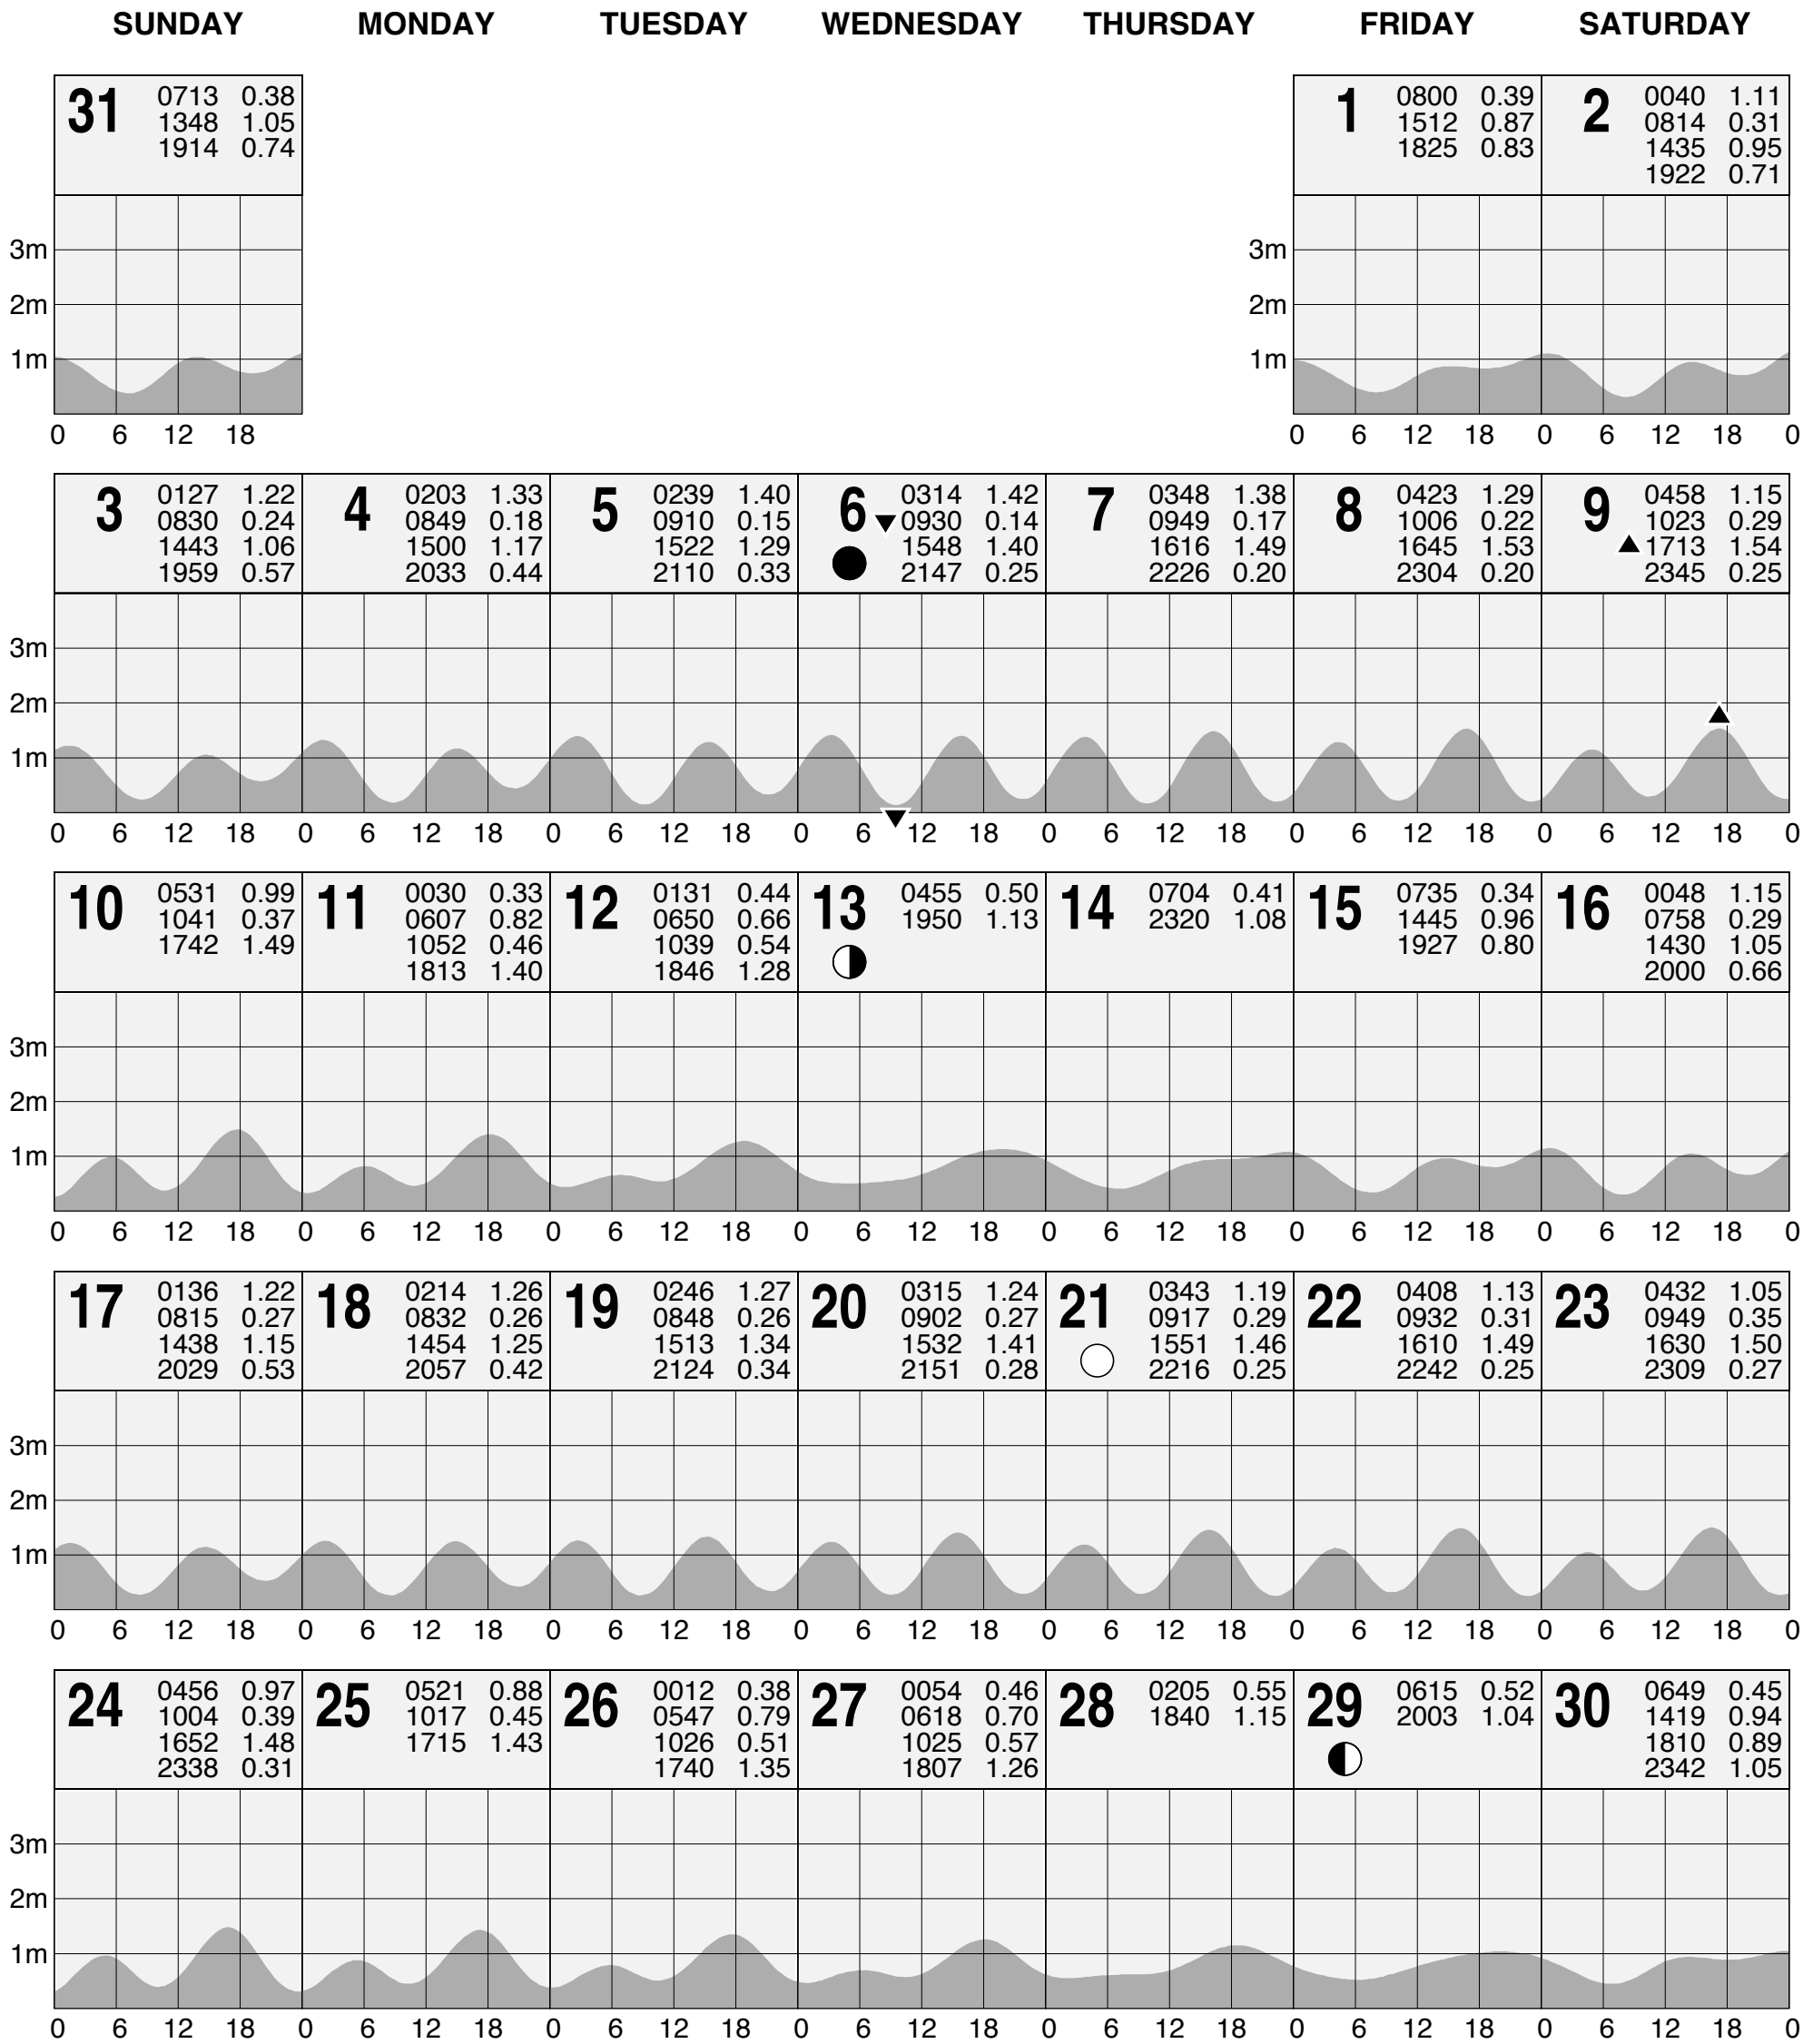 SUNDAY MONDAY TUESDAY WEDNESDAY THURSDAY FRIDAY SATURDAY
31 0713 0.38
1348 1.05
1914 0.74
1 0800 0.39
1512 0.87
1825 0.83
2 0040 1.11
0814 0.31
1435 0.95
1922 0.71
3m 3m
2m 2m
1m 1m
0 6 12 18 0 6 12 18 0 6 12 18 0
3 0127 1.22
0830 0.24
1443 1.06
1959 0.57
4 0203 1.33
0849 0.18
1500 1.17
2033 0.44
5 0239 1.40
0910 0.15
1522 1.29
2110 0.33
6 0314 1.42
0930 0.14
1548 1.40
2147 0.25
7 0348 1.38
0949 0.17
1616 1.49
2226 0.20
8 0423 1.29
1006 0.22
1645 1.53
2304 0.20
9 0458 1.15
1023 0.29
1713 1.54
2345 0.25
3m
2m
1m
0 6 12 18 0 6 12 18 0 6 12 18 0 6 12 18 0 6 12 18 0 6 12 18 0 6 12 18 0
10 0531 0.99
1041 0.37
1742 1.49
11 0030 0.33
0607 0.82
1052 0.46
1813 1.40
12 0131 0.44
0650 0.66
1039 0.54
1846 1.28
13 0455 0.50
1950 1.13
14 0704 0.41
2320 1.08
15 0735 0.34
1445 0.96
1927 0.80
16 0048 1.15
0758 0.29
1430 1.05
2000 0.66
3m
2m
1m
0 6 12 18 0 6 12 18 0 6 12 18 0 6 12 18 0 6 12 18 0 6 12 18 0 6 12 18 0
17 0136 1.22
0815 0.27
1438 1.15
2029 0.53
18 0214 1.26
0832 0.26
1454 1.25
2057 0.42
19 0246 1.27
0848 0.26
1513 1.34
2124 0.34
20 0315 1.24
0902 0.27
1532 1.41
2151 0.28
21 0343 1.19
0917 0.29
1551 1.46
2216 0.25
22 0408 1.13
0932 0.31
1610 1.49
2242 0.25
23 0432 1.05
0949 0.35
1630 1.50
2309 0.27
3m
2m
1m
0 6 12 18 0 6 12 18 0 6 12 18 0 6 12 18 0 6 12 18 0 6 12 18 0 6 12 18 0
24 0456 0.97
1004 0.39
1652 1.48
2338 0.31
25 0521 0.88
1017 0.45
1715 1.43
26 0012 0.38
0547 0.79
1026 0.51
1740 1.35
27 0054 0.46
0618 0.70
1025 0.57
1807 1.26
28 0205 0.55
1840 1.15
29 0615 0.52
2003 1.04
30 0649 0.45
1419 0.94
1810 0.89
2342 1.05
3m
2m
1m
0 6 12 18 0 6 12 18 0 6 12 18 0 6 12 18 0 6 12 18 0 6 12 18 0 6 12 18 0